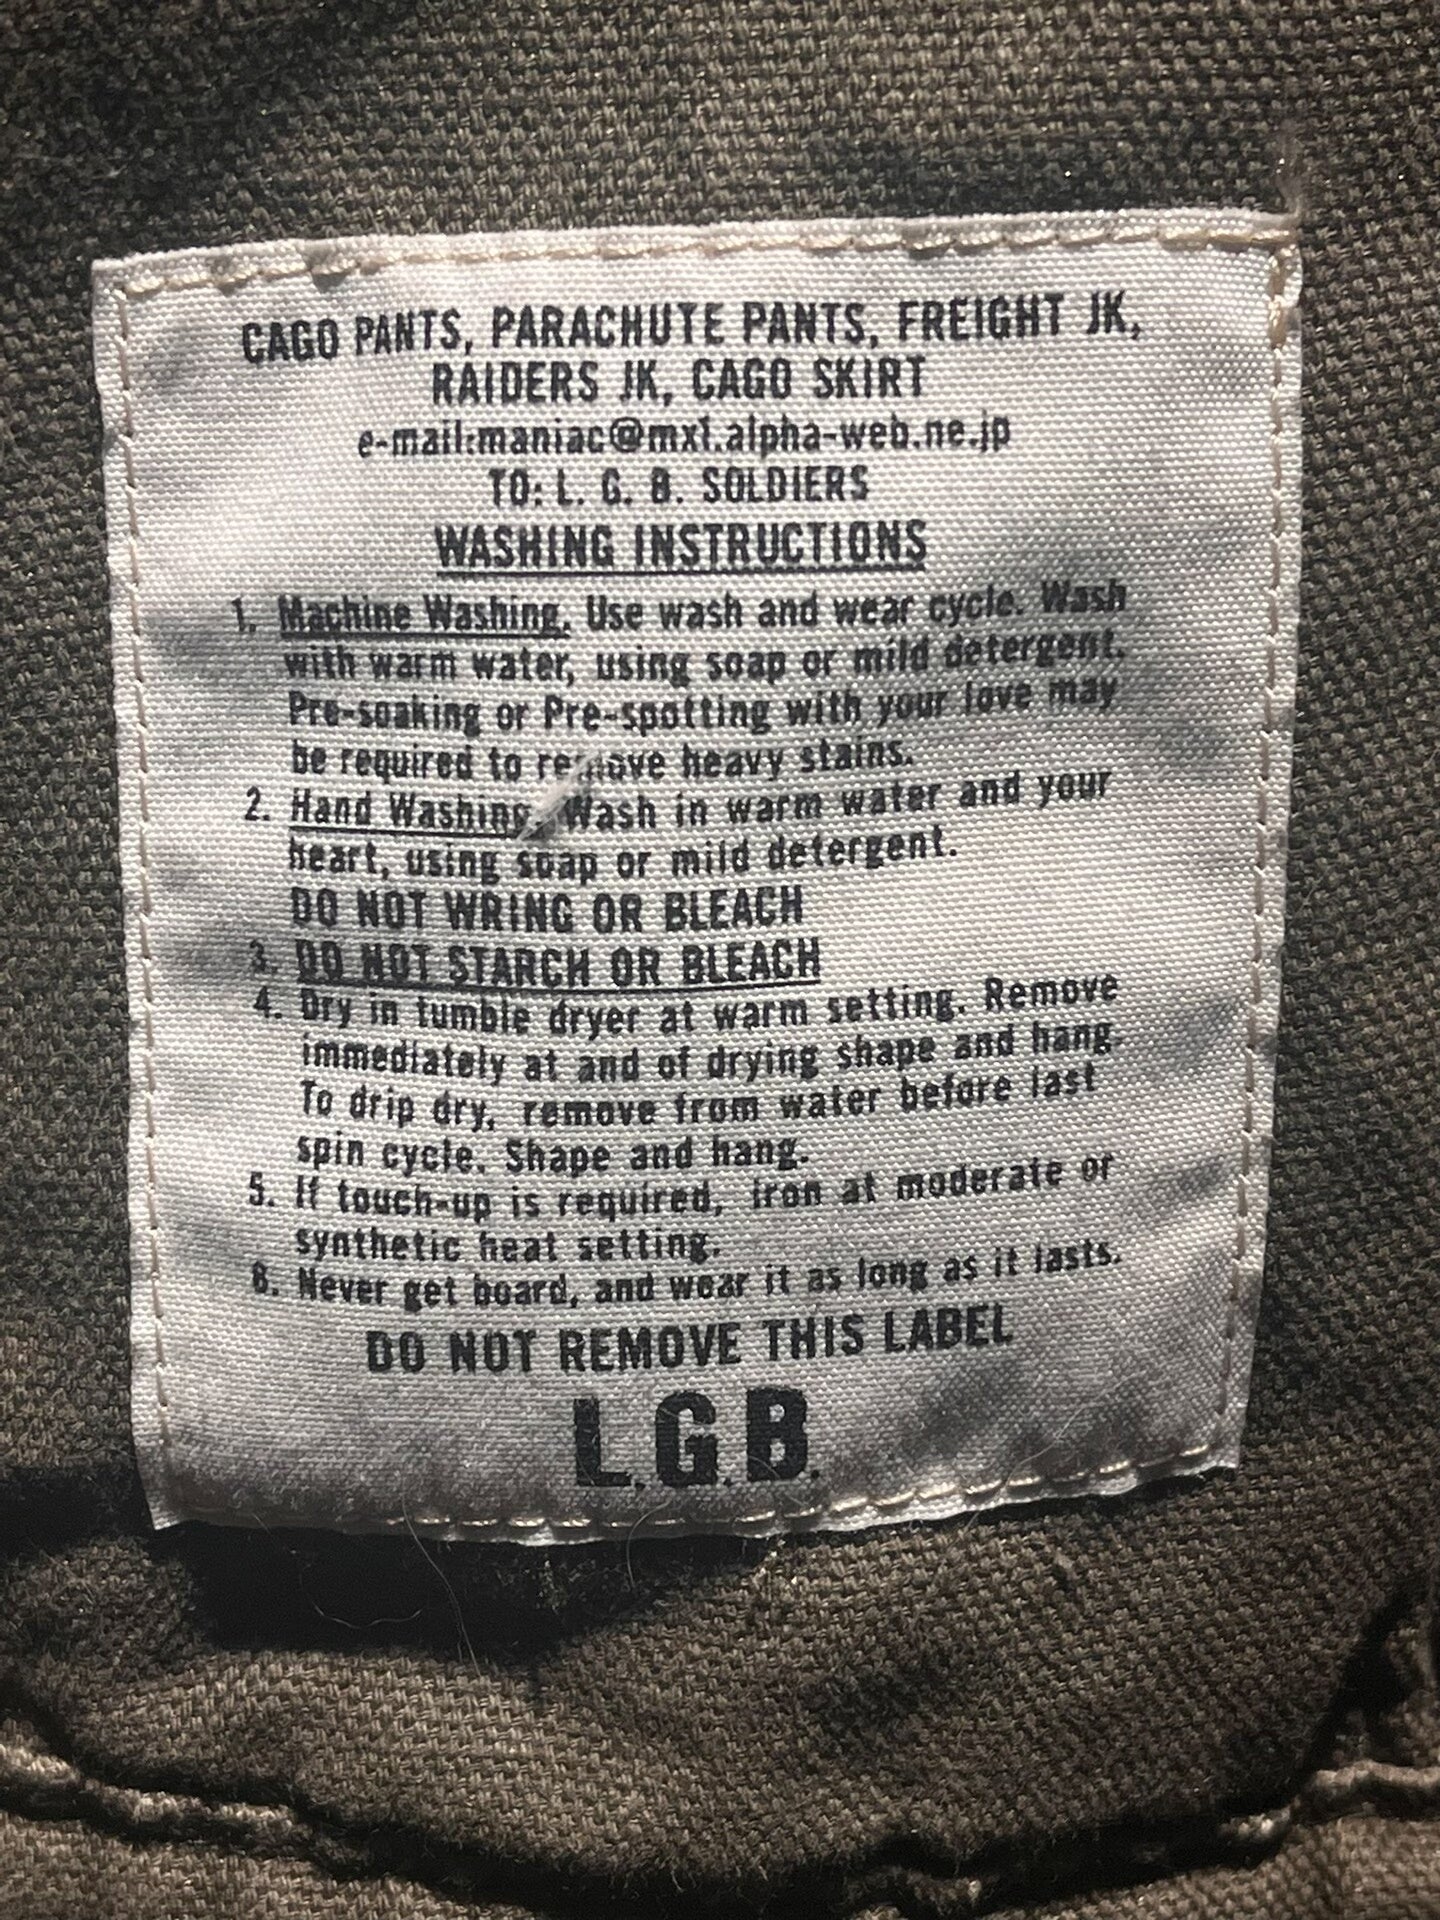 CAGO PANTS, PARACHUTE PANTS, FREIGHT JK,
RAIDERS JK, CAGO SKIRT
e-mail:maniac@mx1.alpha-web.ne.jp
TO: L. G. B. SOLDIERS
WASHING INSTRUCTIONS
1. Machine Washing. Use wash and wear cycle. Wash
with warm water, using soap or mild detergent.
Pre-soaking or Pre-spotting with your love may
be required to remove heavy stains.
2. Hand Washing. Wash in warm water and your
heart, using soap or mild detergent.
DO NOT WRING OR BLEACH
3. DO NOT STARCH OR BLEACH
4. Dry in tumble dryer at warm setting. Remove
immediately at and of drying shape and hang.
To drip dry, remove from water before last
spin cycle. Shape and hang.
5. If touch-up is required, iron at moderate or
synthetic heat setting.
6. Never get board, and wear it as long as it lasts.
DO NOT REMOVE THIS LABEL
L.G.B.